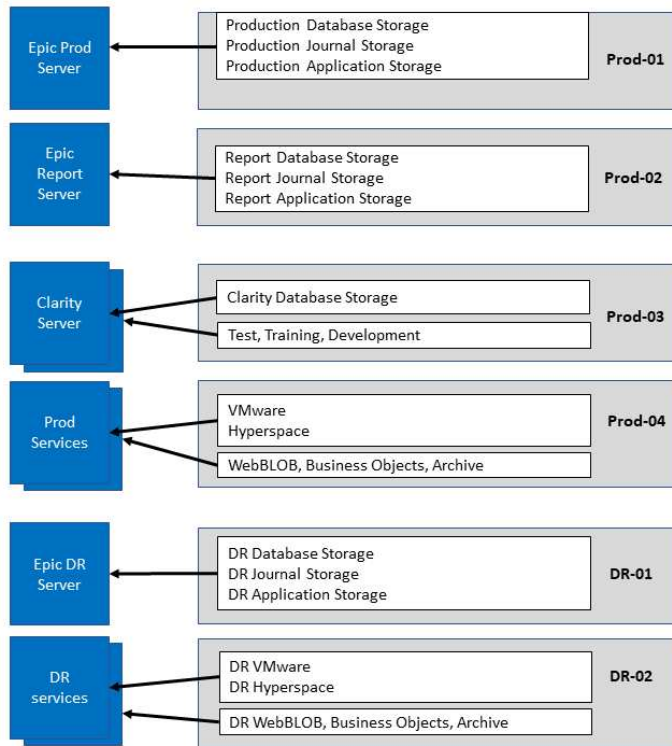 Epic Prod
Server
Production Database Storage
Production Journal Storage
Production Application Storage
Prod-01
Epic
Report
Server
Report Database Storage
Report Journal Storage
Report Application Storage
Prod-02
Clarity
Server
Clarity Database Storage
Test, Training, Development
Prod-03
Prod
Services
VMware
Hyperspace
WebBLOB, Business Objects, Archive
Prod-04
Epic DR
Server
DR Database Storage
DR Journal Storage
DR Application Storage
DR-01
DR
services
DR VMware
DR Hyperspace
DR WebBLOB, Business Objects, Archive
DR-02